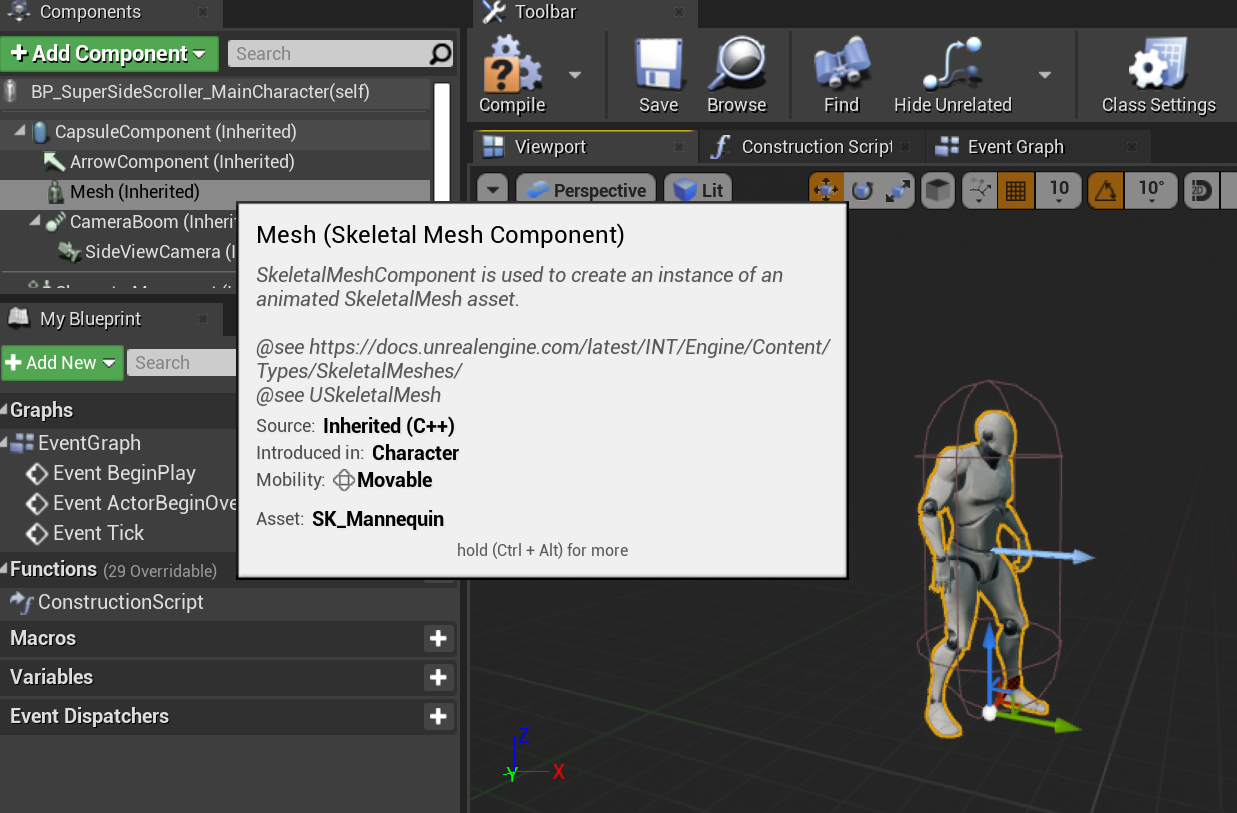 Components
Toolbar
Add Component
Search
Compile
Save
Browse
Find
Hide Unrelated
Class Settings
BP_SuperSideScroller_MainCharacter(self)
CapsuleComponent (Inherited)
ArrowComponent (Inherited)
Mesh (Inherited)
CameraBoom (Inheri
SideViewCamera (I
Viewport
Construction Script
Event Graph
Perspective
Lit
10
10°
2D
Mesh (Skeletal Mesh Component)
SkeletalMeshComponent is used to create an instance of an
animated SkeletalMesh asset.
@see https://docs.unrealengine.com/latest/INT/Engine/Content/
Types/SkeletalMeshes/
@see USkeletalMesh
Source: Inherited (C++)
Introduced in: Character
Mobility: Movable
Asset: SK_Mannequin
hold (Ctrl + Alt) for more
My Blueprint
Add New
Search
Graphs
EventGraph
Event BeginPlay
Event ActorBeginOve
Event Tick
Functions (29 Overridable)
ConstructionScript
Macros
Variables
Event Dispatchers
Z
Y
X